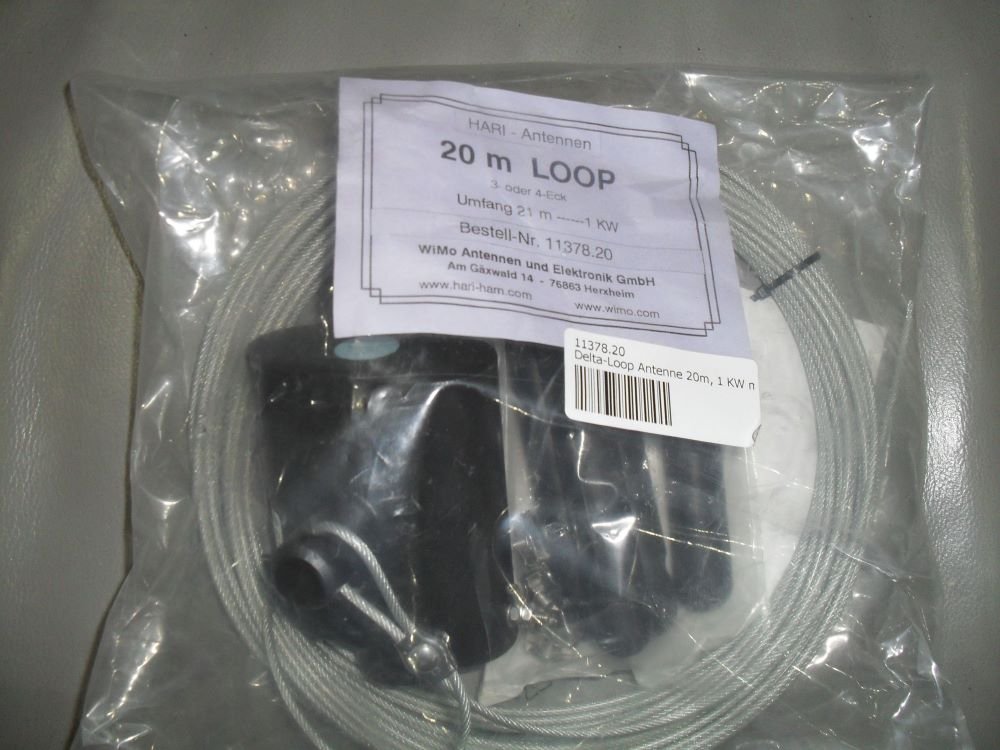 HARI - Antennen
20 m LOOP
3- oder 4-Eck
Umfang 21 m ------1 KW
Bestell-Nr. 11378.20
WiMo Antennen und Elektronik GmbH
Am Gäxwald 14 - 76863 Herxheim
www.hari-ham.com www.wimo.com
11378.20
Delta-Loop Antenne 20m, 1 KW m